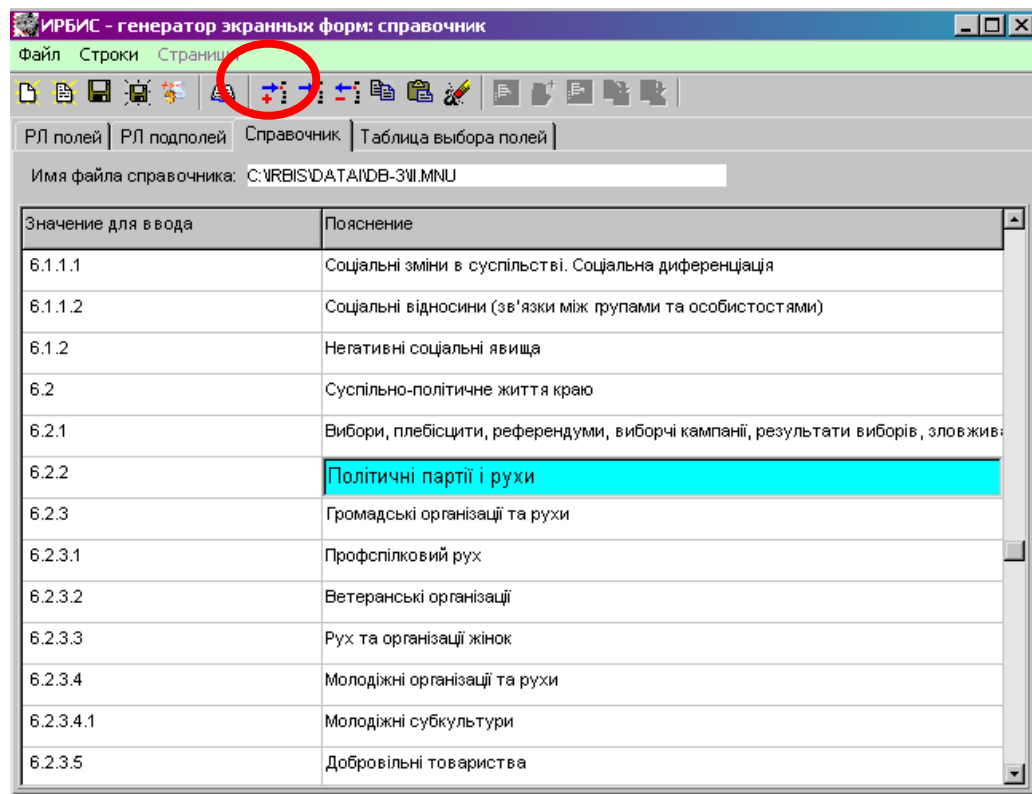 ИРБИС - генератор экранных форм: справочник
Файл Строки Страницы
РЛ полей РЛ подполей Справочник Таблица выбора полей
Имя файла справочника: C:\IRBIS\DATAI\DB-3\II.MNU
Значение для ввода Пояснение
6.1.1.1 Соціальні зміни в суспільстві. Соціальна диференціація
6.1.1.2 Соціальні відносини (зв'язки між групами та особистостями)
6.1.2 Негативні соціальні явища
6.2 Суспільно-політичне життя краю
6.2.1 Вибори, плебісцити, референдуми, виборчі кампанії, результати виборів, зловжива
6.2.2 Політичні партії і рухи
6.2.3 Громадські організації та рухи
6.2.3.1 Профспілковий рух
6.2.3.2 Ветеранські організації
6.2.3.3 Рух та організації жінок
6.2.3.4 Молодіжні організації та рухи
6.2.3.4.1 Молодіжні субкультури
6.2.3.5 Добровільні товариства